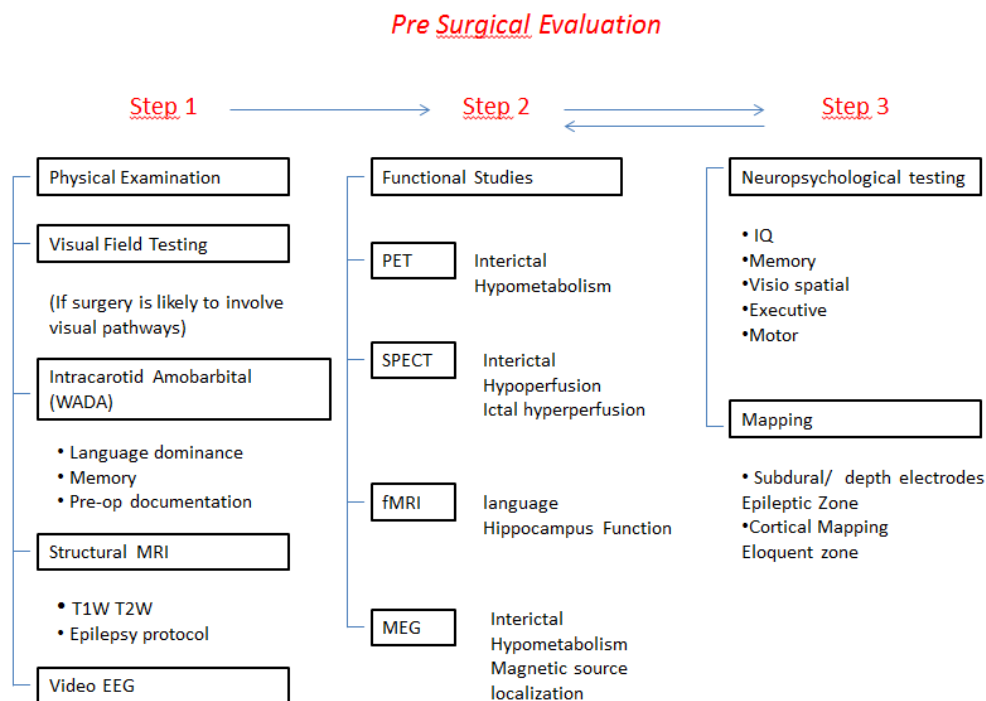 Pre Surgical Evaluation
Step 1
Step 2
Step 3
Physical Examination
Visual Field Testing
(If surgery is likely to involve
visual pathways)
Intracarotid Amobarbital
(WADA)
• Language dominance
• Memory
• Pre-op documentation
Structural MRI
• T1W T2W
• Epilepsy protocol
Video EEG
Functional Studies
PET
Interictal
Hypometabolism
SPECT
Interictal
Hypoperfusion
Ictal hyperperfusion
fMRI
language
Hippocampus Function
MEG
Interictal
Hypometabolism
Magnetic source
localization
Neuropsychological testing
• IQ
•Memory
•Visio spatial
•Executive
•Motor
Mapping
• Subdural/ depth electrodes
Epileptic Zone
•Cortical Mapping
Eloquent zone